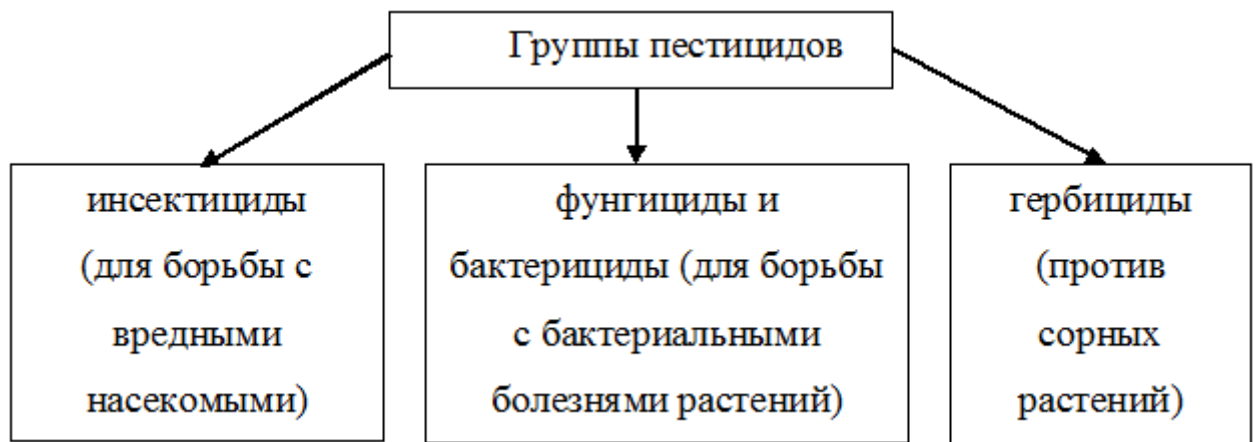 Группы пестицидов
инсектициды
(для борьбы с
вредными
насекомыми)
фунгициды и
бактерициды (для борьбы
с бактериальными
болезнями растений)
гербициды
(против
сорных
растений)